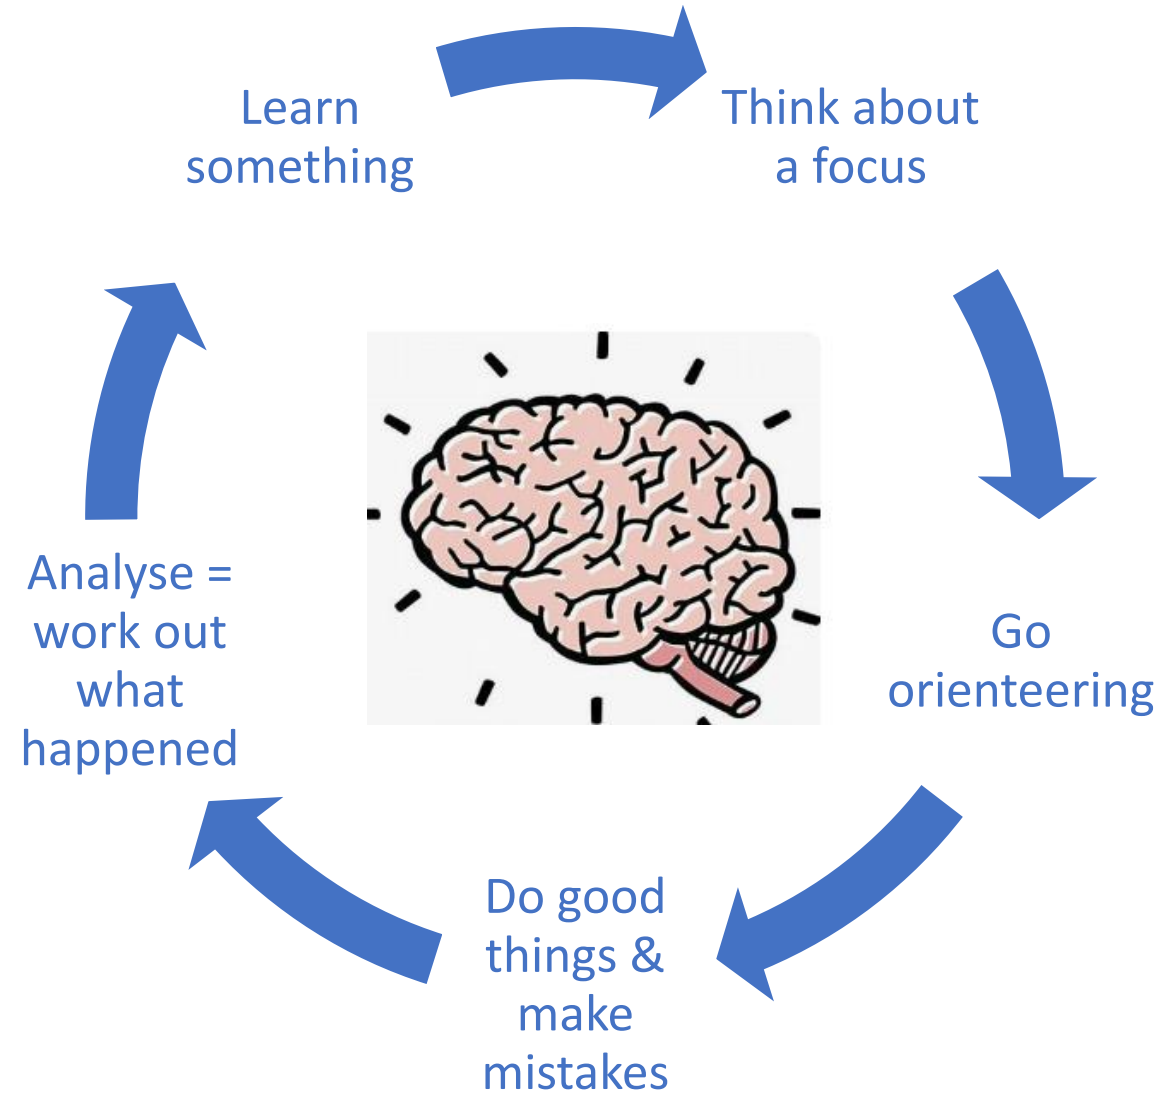 Learn
something
Think about
a focus
Go
orienteering
Do good
things &
make
mistakes
Analyse =
work out
what
happened